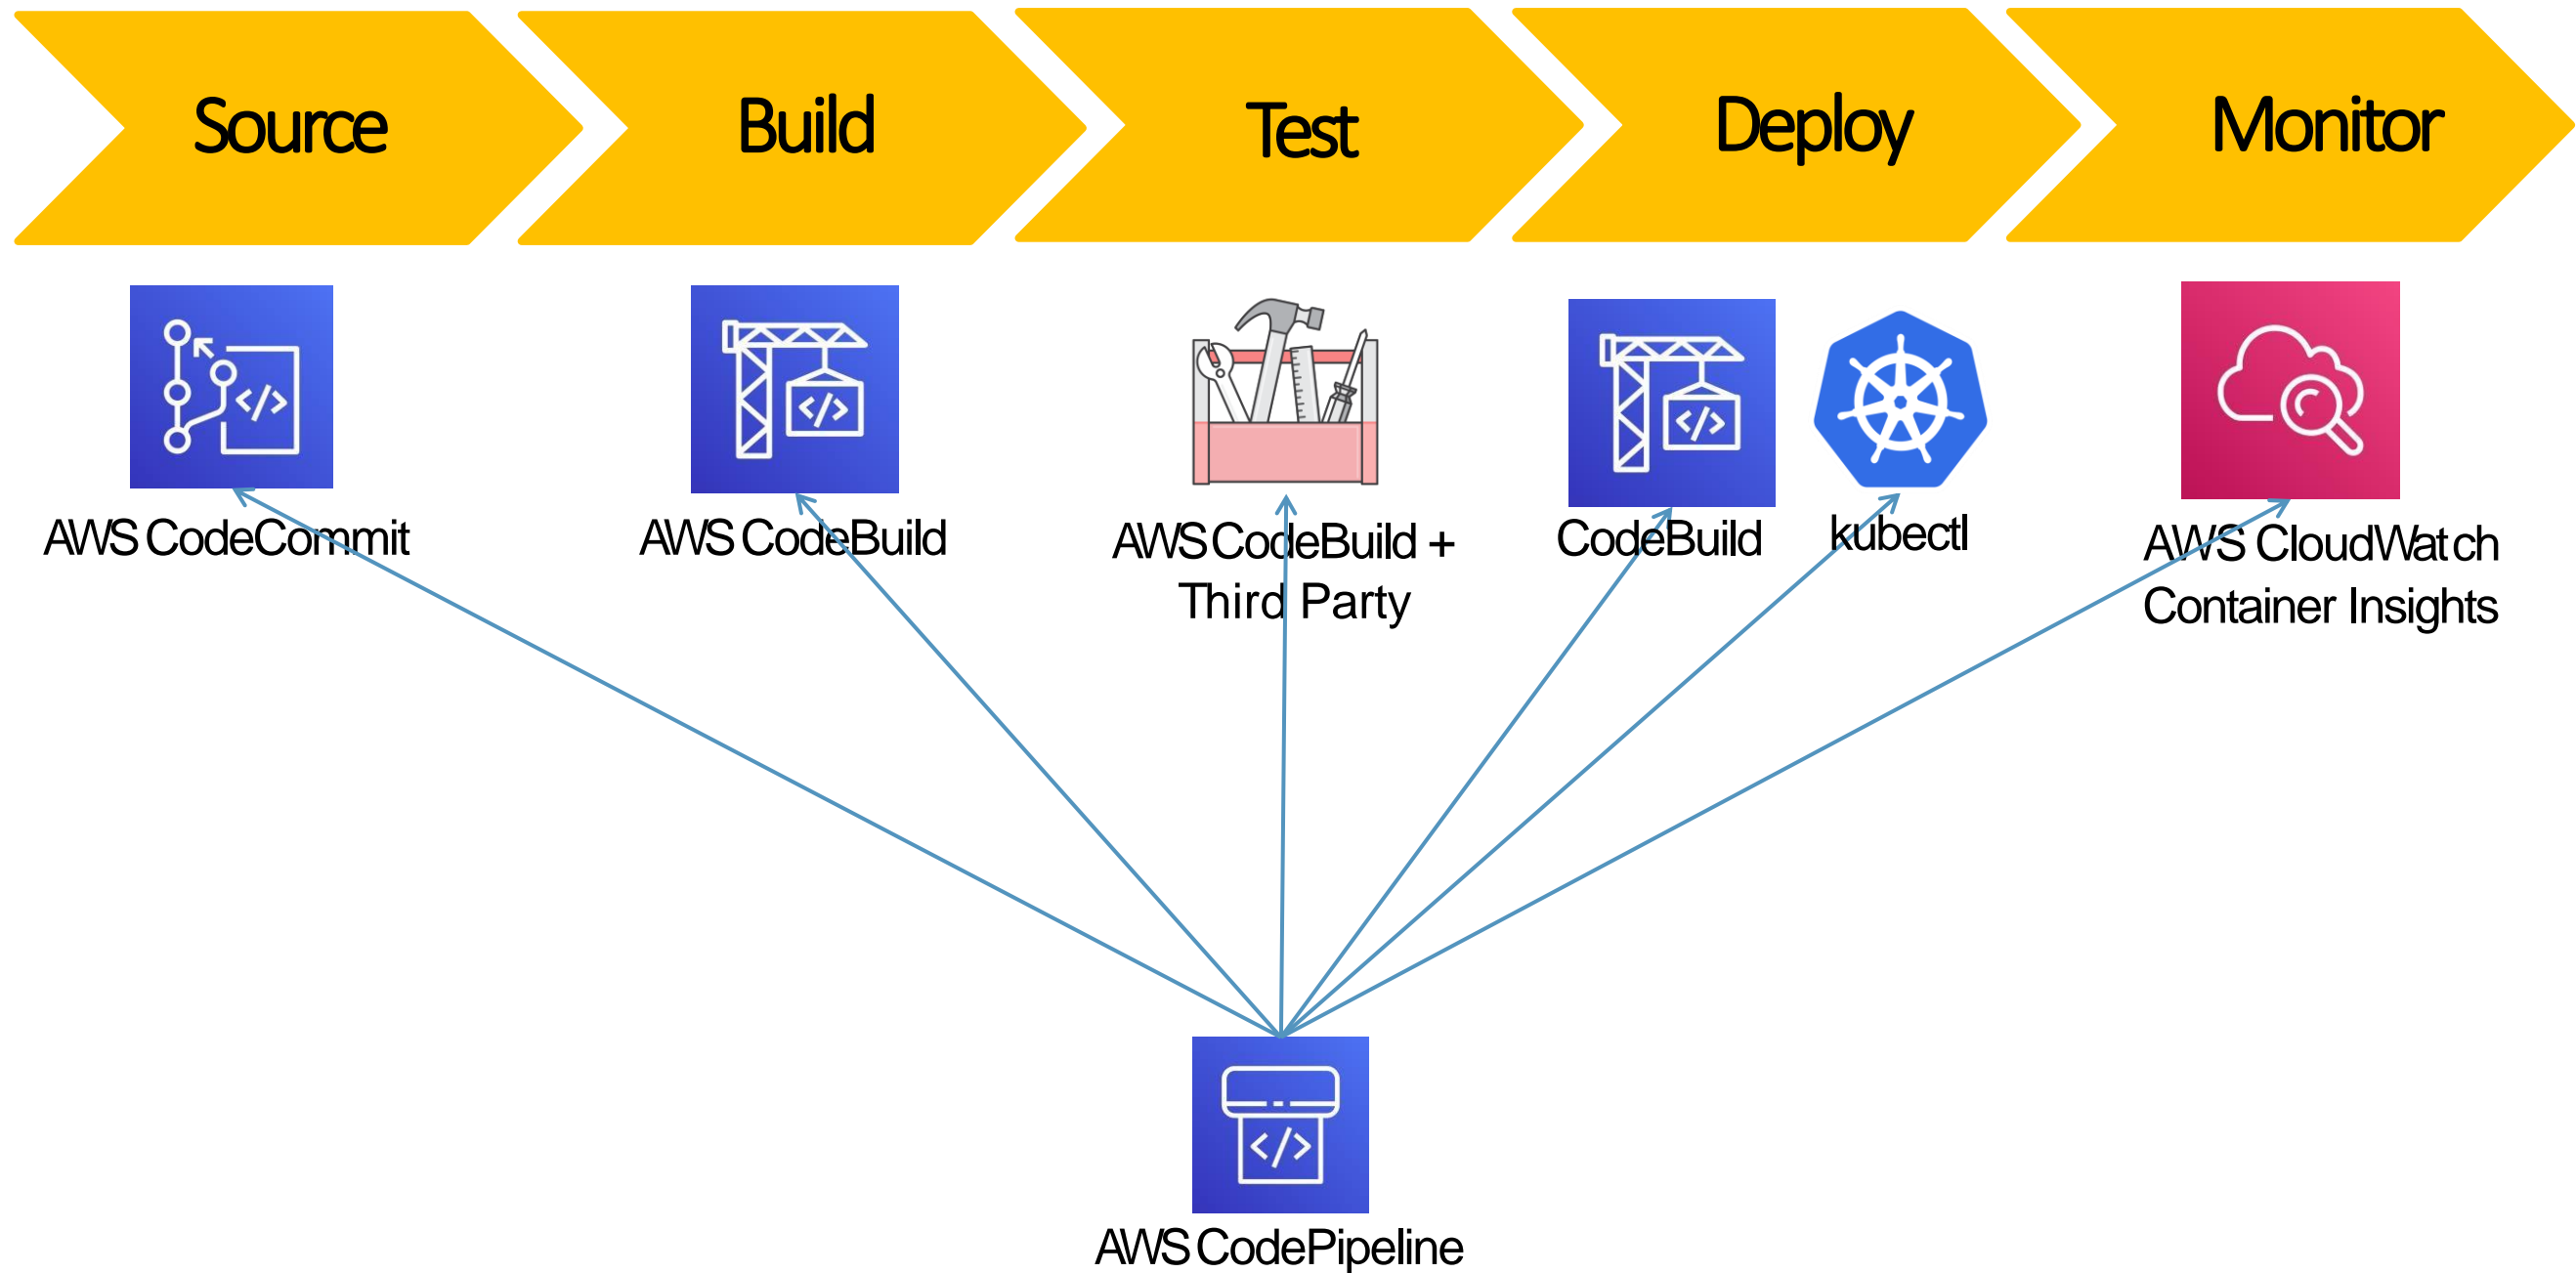 Source
Build
Test
Deploy
Monitor
</>
</>
</>
AWS CodeCommit
AWS CodeBuild
AWS CodeBuild +
Third Party
CodeBuild
kubectl
AWS CloudWatch
Container Insights
</>
AWS CodePipeline